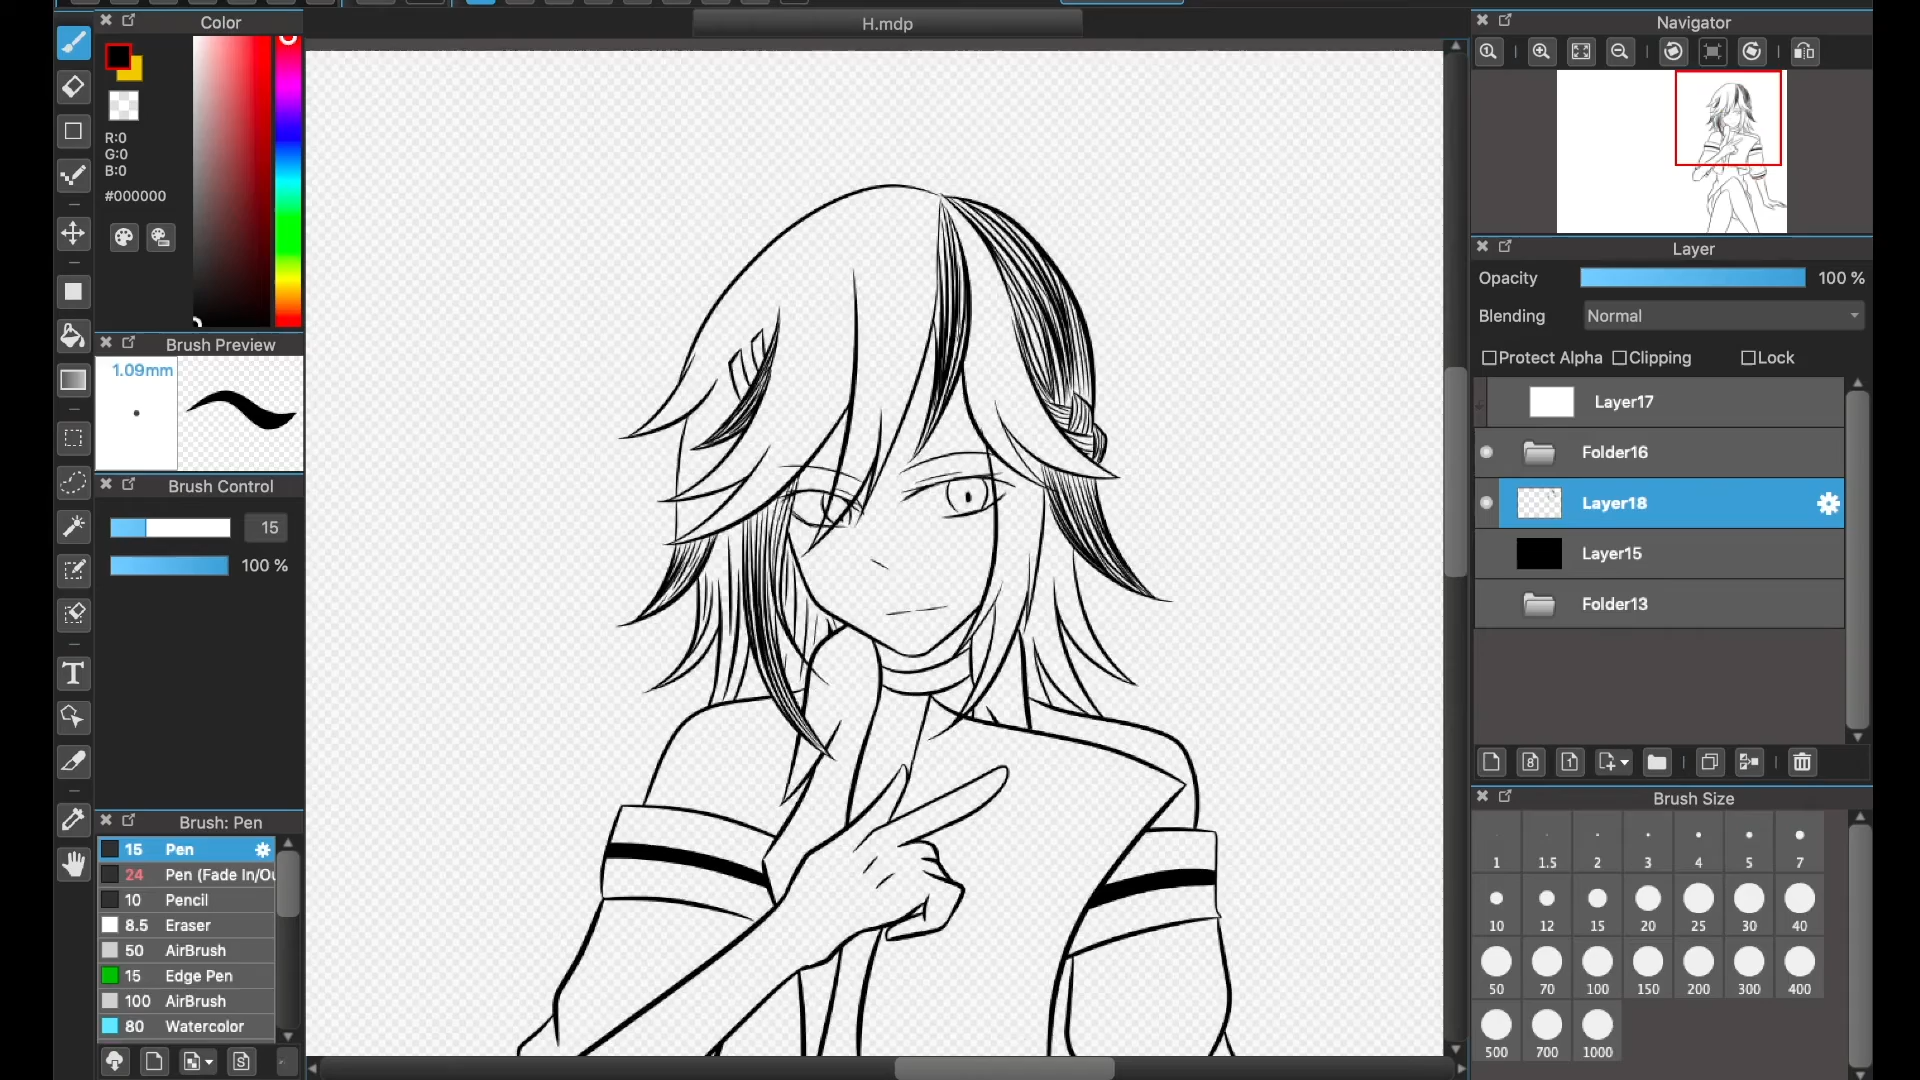 H.mdp
Color
R:0
G:0
B:0
#000000
Brush Preview
1.09mm
Brush Control
15
100 %
Brush: Pen
15 Pen
24 Pen (Fade In/Ou
10 Pencil
8.5 Eraser
50 AirBrush
15 Edge Pen
100 AirBrush
80 Watercolor
Navigator
Layer
Opacity 100 %
Blending Normal
Protect Alpha Clipping Lock
Layer17
Folder16
Layer18
Layer15
Folder13
Brush Size
1 1.5 2 3 4 5 7
10 12 15 20 25 30 40
50 70 100 150 200 300 400
500 700 1000